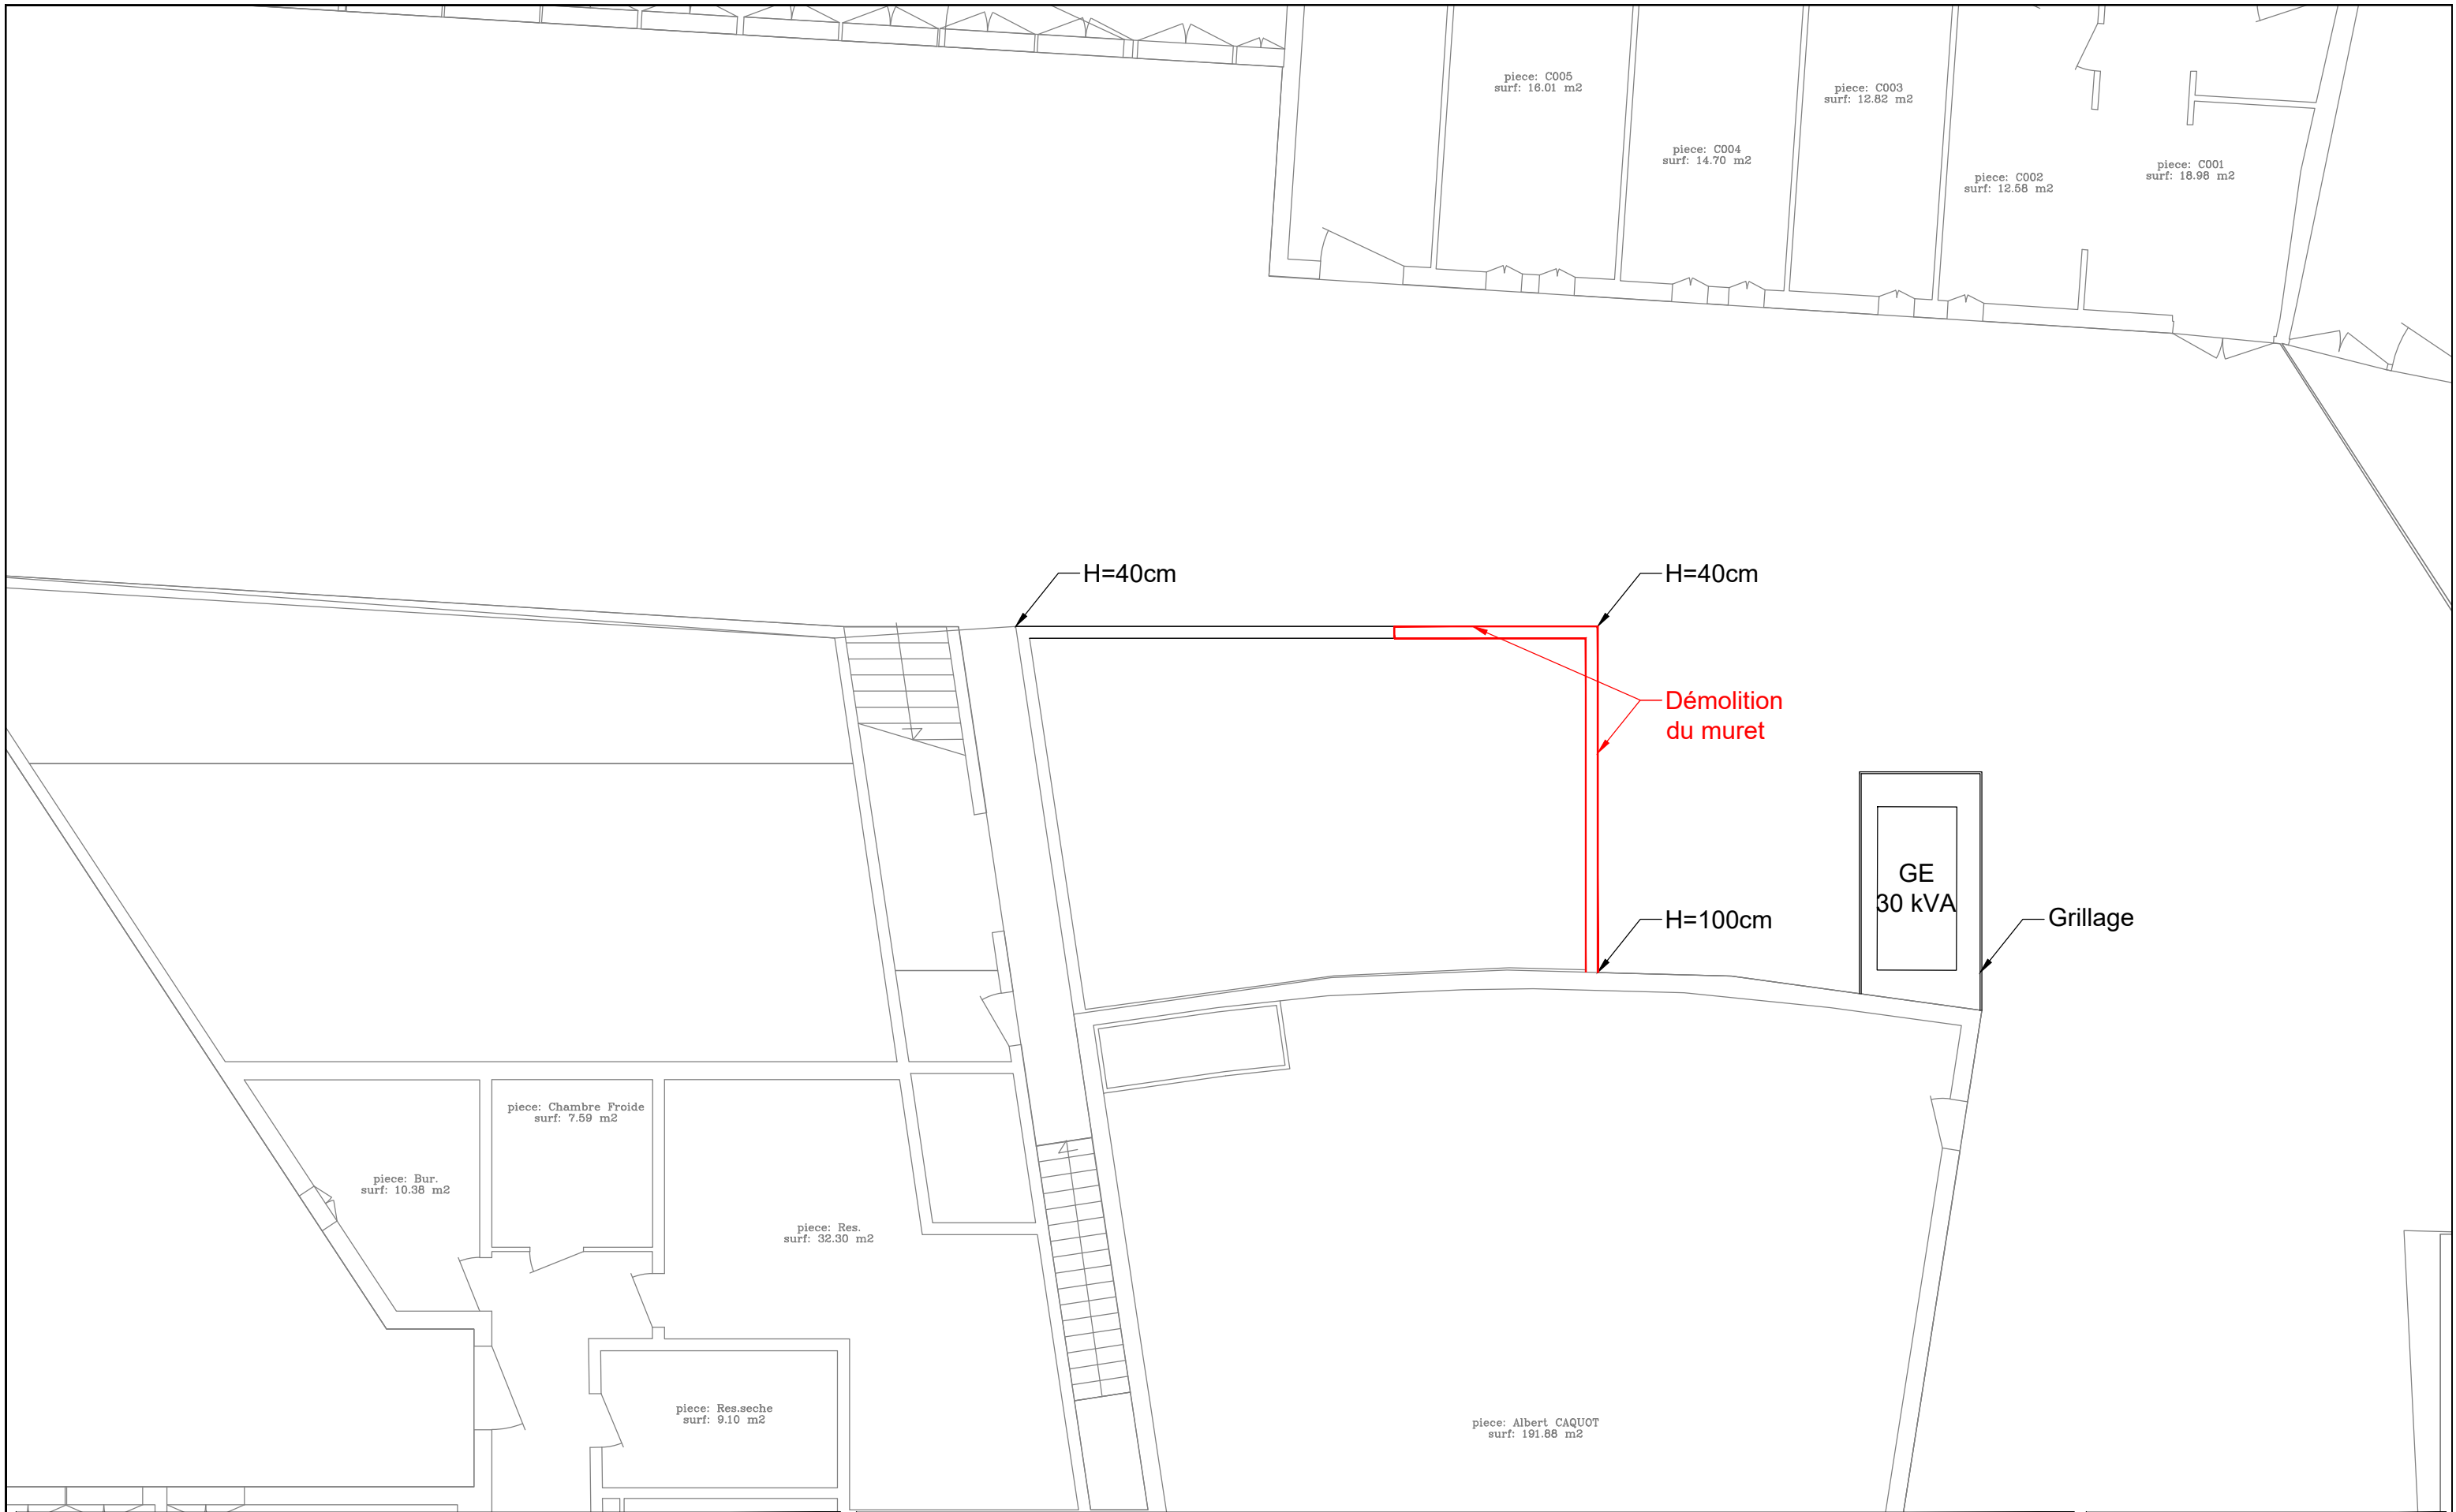 piece: C005
surf: 16.01 m2
piece: C003
surf: 12.82 m2
piece: C004
surf: 14.70 m2
piece: C001
surf: 18.98 m2
piece: C002
surf: 12.58 m2
H=40cm
H=40cm
Démolition
du muret
GE
30 kVA
H=100cm
Grillage
piece: Chambre Froide
surf: 7.59 m2
piece: Bur.
surf: 10.38 m2
piece: Res.
surf: 32.30 m2
piece: Res.seche
surf: 9.10 m2
piece: Albert CAQUOT
surf: 191.88 m2